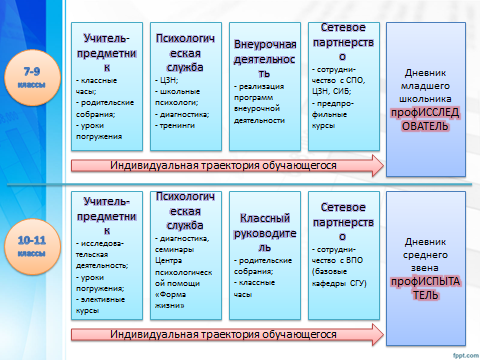 7-9
классы
Учитель-
предметни
к
- классные
часы;
- родительские
собрания;
- уроки
погружения
Психологич
еская
служба
- ЦЗН;
- школьные
психологи;
- диагностика;
- тренинги
Внеурочная
деятельнос
ть
- реализация
программ
внеурочной
деятельности
Сетевое
партнерств
о
- сотрудни-
чество с СПО,
ЦЗН, СИБ;
- предпро-
фильные
курсы
Дневник
младшего
школьника
профИССЛЕД
ОВАТЕЛЬ
Индивидуальная траектория обучающегося
10-11
классы
Учитель-
предметни
к
- исследова-
тельская
деятельность;
- уроки
погружения;
- элективные
курсы
Психологич
еская
служба
- диагностика,
семинары
Центра
психологическо
й помощи
«Форма
жизни»
Классный
руководите
ль
- родительские
собрания;
- классные
часы
Сетевое
партнерств
о
- сотрудни-
чество с ВПО
(базовые
кафедры СГУ)
Дневник
среднего
звена
профИСПЫТА
ТЕЛЬ
Индивидуальная траектория обучающегося
fppt.com